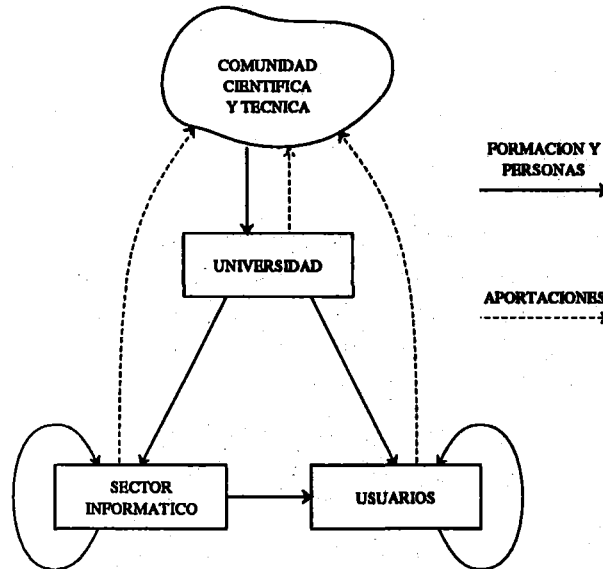 COMUNIDAD
CIENTIFICA
Y TECNICA
FORMACION Y
PERSONAS
UNIVERSIDAD
APORTACIONES
SECTOR
INFORMATICO
USUARIOS